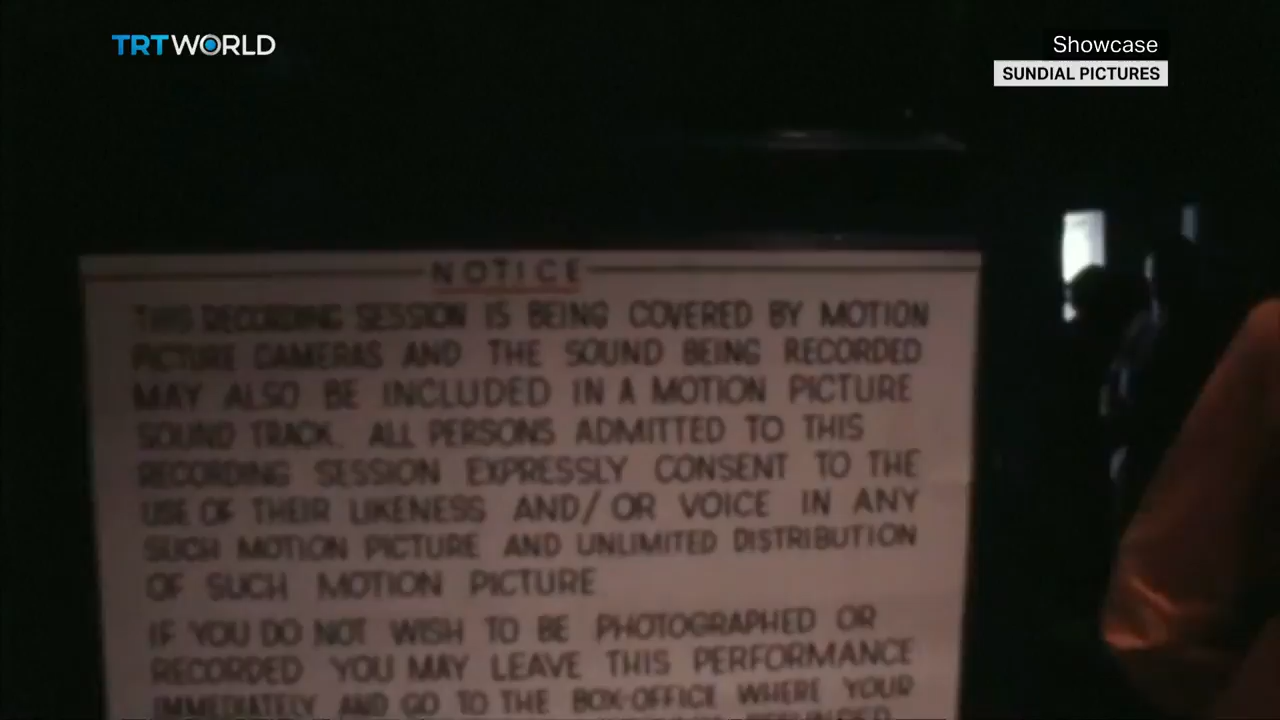 TRT WORLD
Showcase
SUNDIAL PICTURES
NOTICE
THIS RECORDING SESSION IS BEING COVERED BY MOTION
PICTURE CAMERAS AND THE SOUND BEING RECORDED
MAY ALSO BE INCLUDED IN A MOTION PICTURE
SOUND TRACK. ALL PERSONS ADMITTED TO THIS
RECORDING SESSION EXPRESSLY CONSENT TO THE
USE OF THEIR LIKENESS AND/OR VOICE IN ANY
SUCH MOTION PICTURE AND UNLIMITED DISTRIBUTION
OF SUCH MOTION PICTURE
IF YOU DO NOT WISH TO BE PHOTOGRAPHED OR
RECORDED YOU MAY LEAVE THIS PERFORMANCE
IMMEDIATELY AND GO TO THE BOX-OFFICE WHERE YOUR